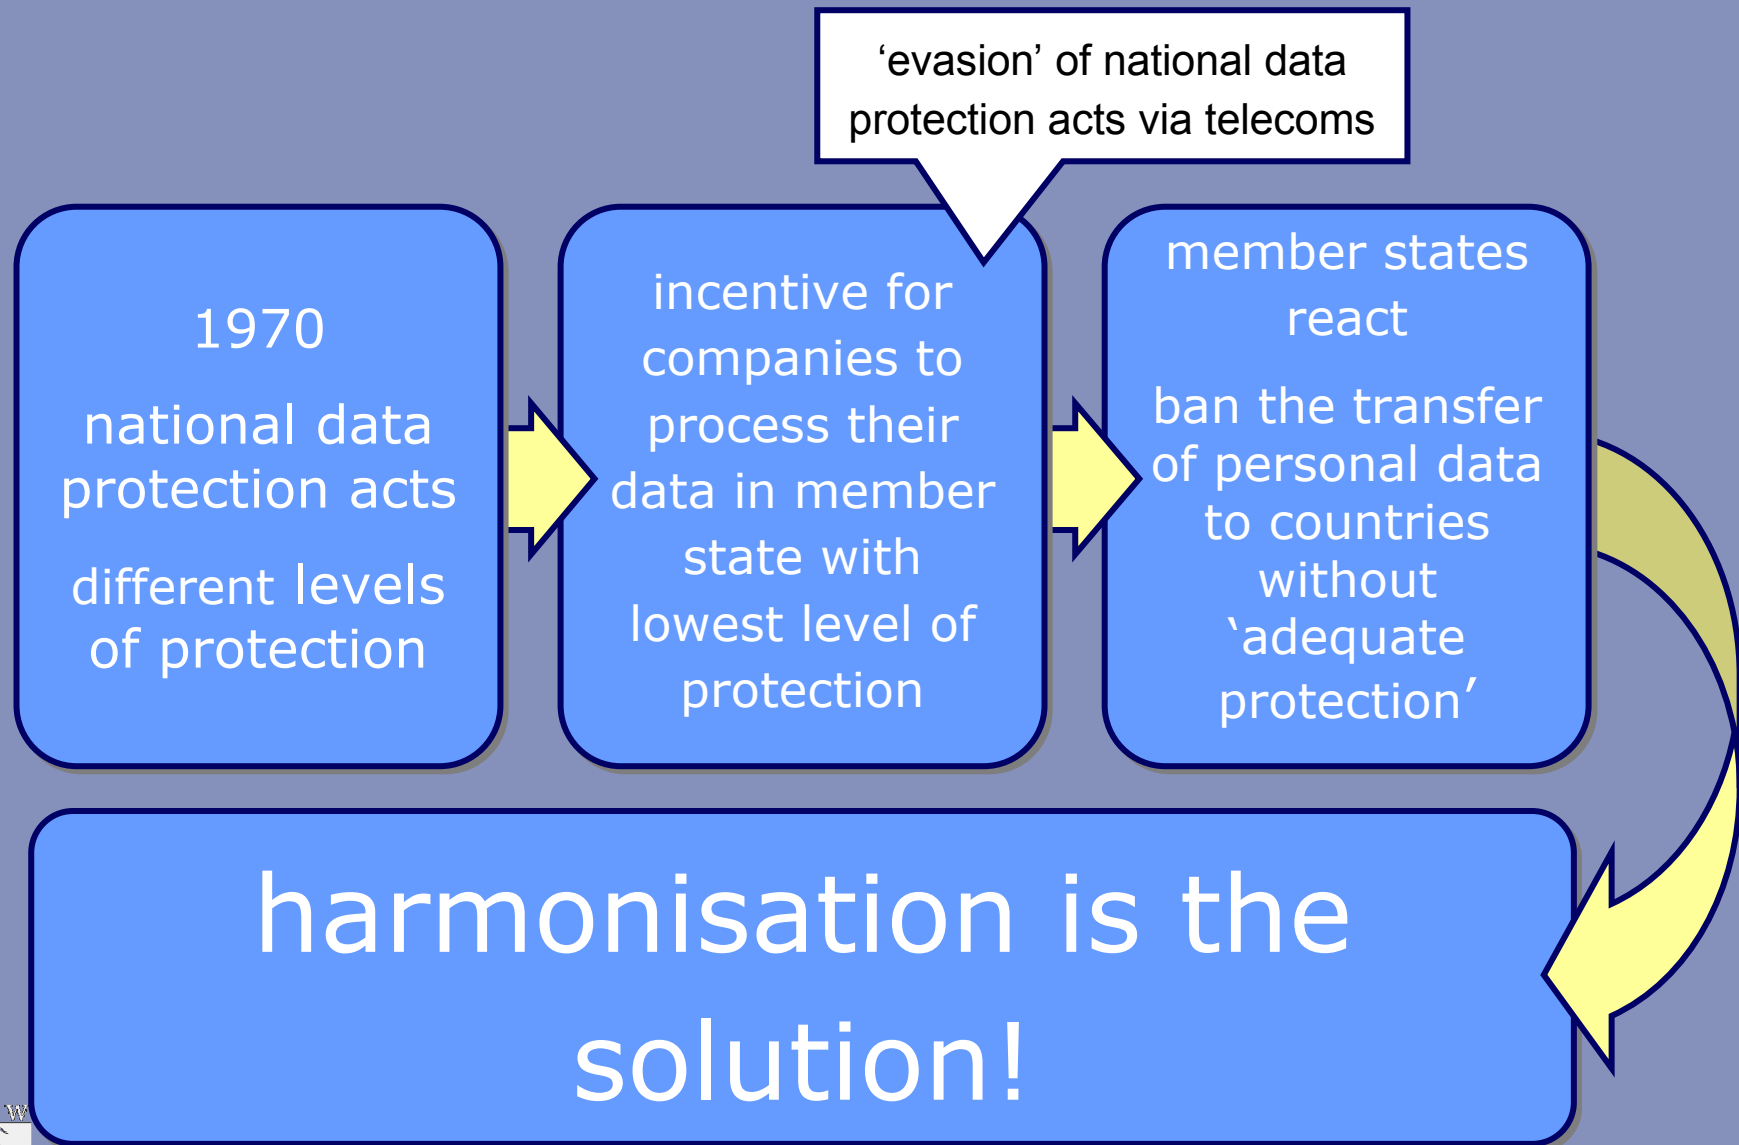 ‘evasion’ of national data
protection acts via telecoms
1970
national data
protection acts
different levels
of protection
incentive for
companies to
process their
data in member
state with
lowest level of
protection
member states
react
ban the transfer
of personal data
to countries
without
‘adequate
protection’
harmonisation is the
solution!